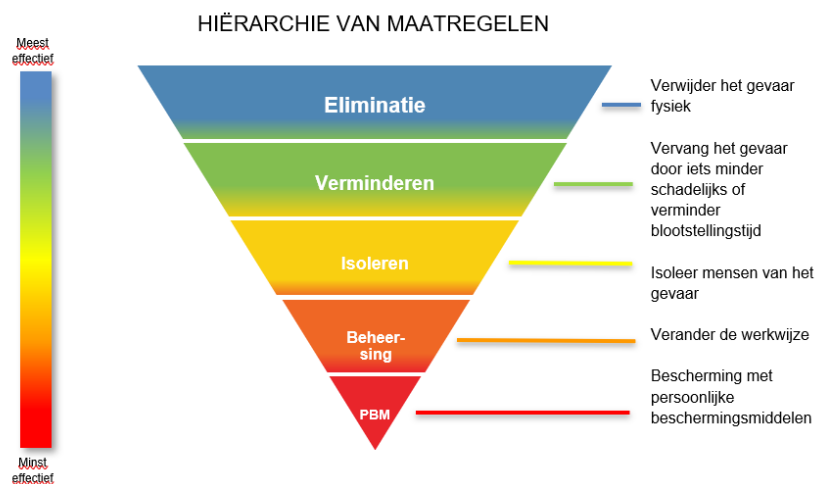 HIËRARCHIE VAN MAATREGELEN
Meest
effectief
Eliminatie
Verwijder het gevaar
fysiek
Verminderen
Vervang het gevaar
door iets minder
schadelijks of
verminder
blootstellingstijd
Isoleren
Isoleer mensen van het
gevaar
Beheer-
sing
Verander de werkwijze
PBM
Bescherming met
persoonlijke
beschermingsmiddelen
Minst
effectief